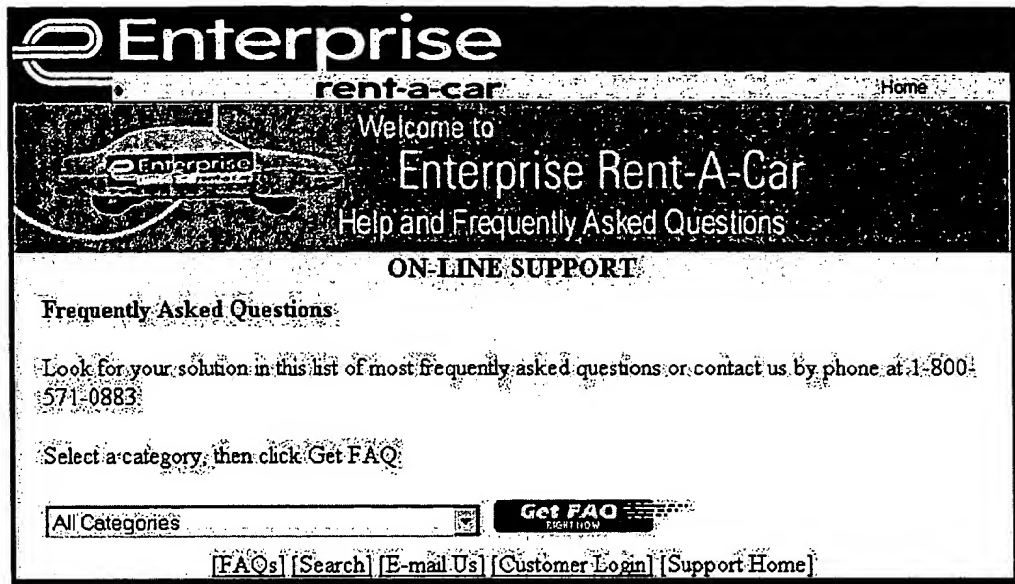 Enterprise
rent-a-car
Home
Enterprise
Welcome to
Enterprise Rent-A-Car
Help and Frequently Asked Questions
ON-LINE SUPPORT
Frequently Asked Questions
Look for your solution in this list of most frequently asked questions or contact us by phone at 1-800-
571-0883
Select a category, then click Get FAQ
All Categories
Get FAQ
RIGHT NOW
[FAQs] [Search] [E-mail Us] [Customer Login] [Support Home]